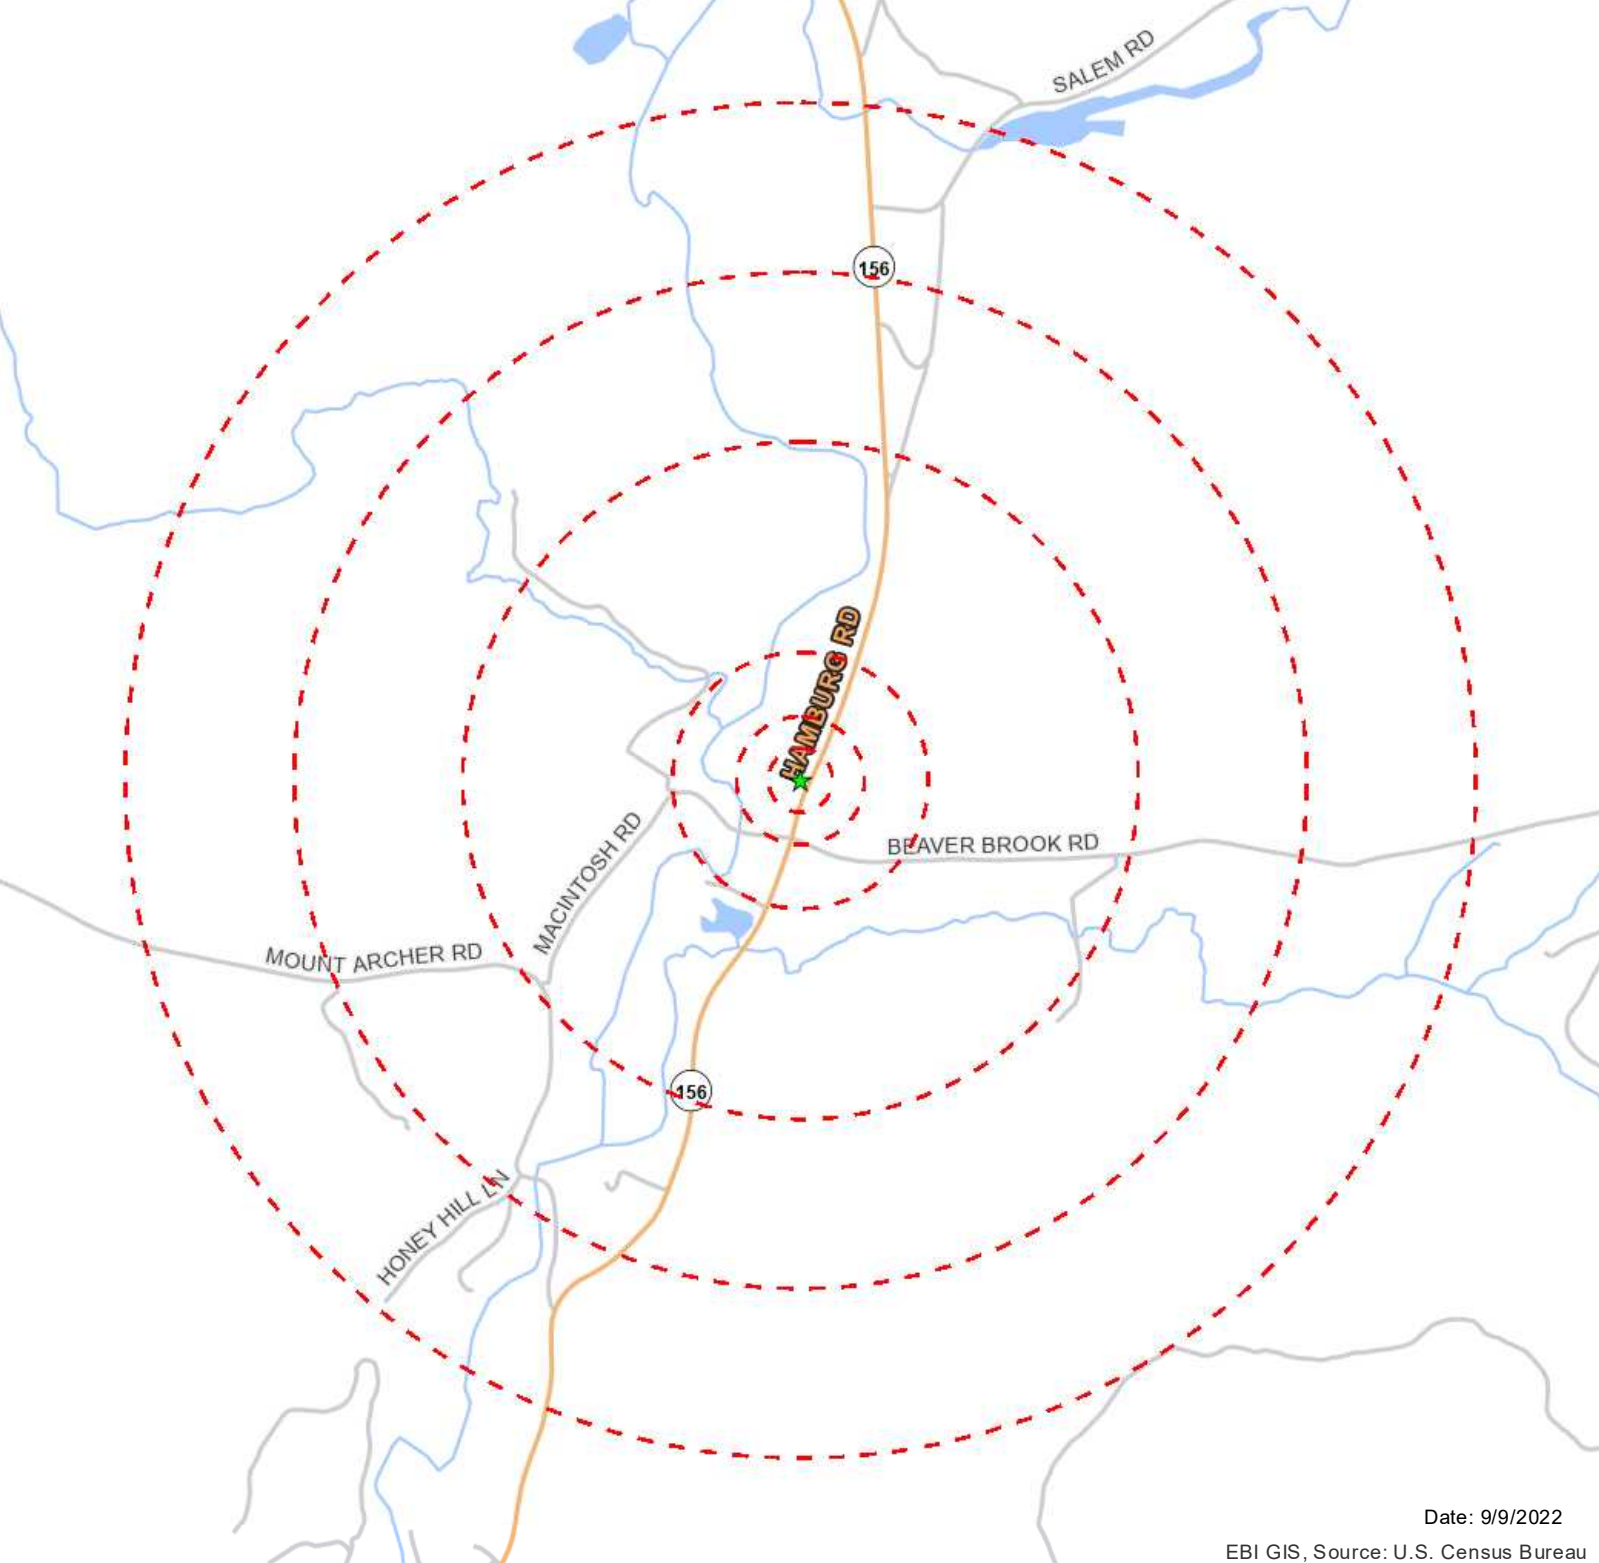 SALEM RD
156
HAMBURG RD
BEAVER BROOK RD
MACINTOSH RD
MOUNT ARCHER RD
156
HONEY HILL LN
Date: 9/9/2022
EBI GIS, Source: U.S. Census Bureau